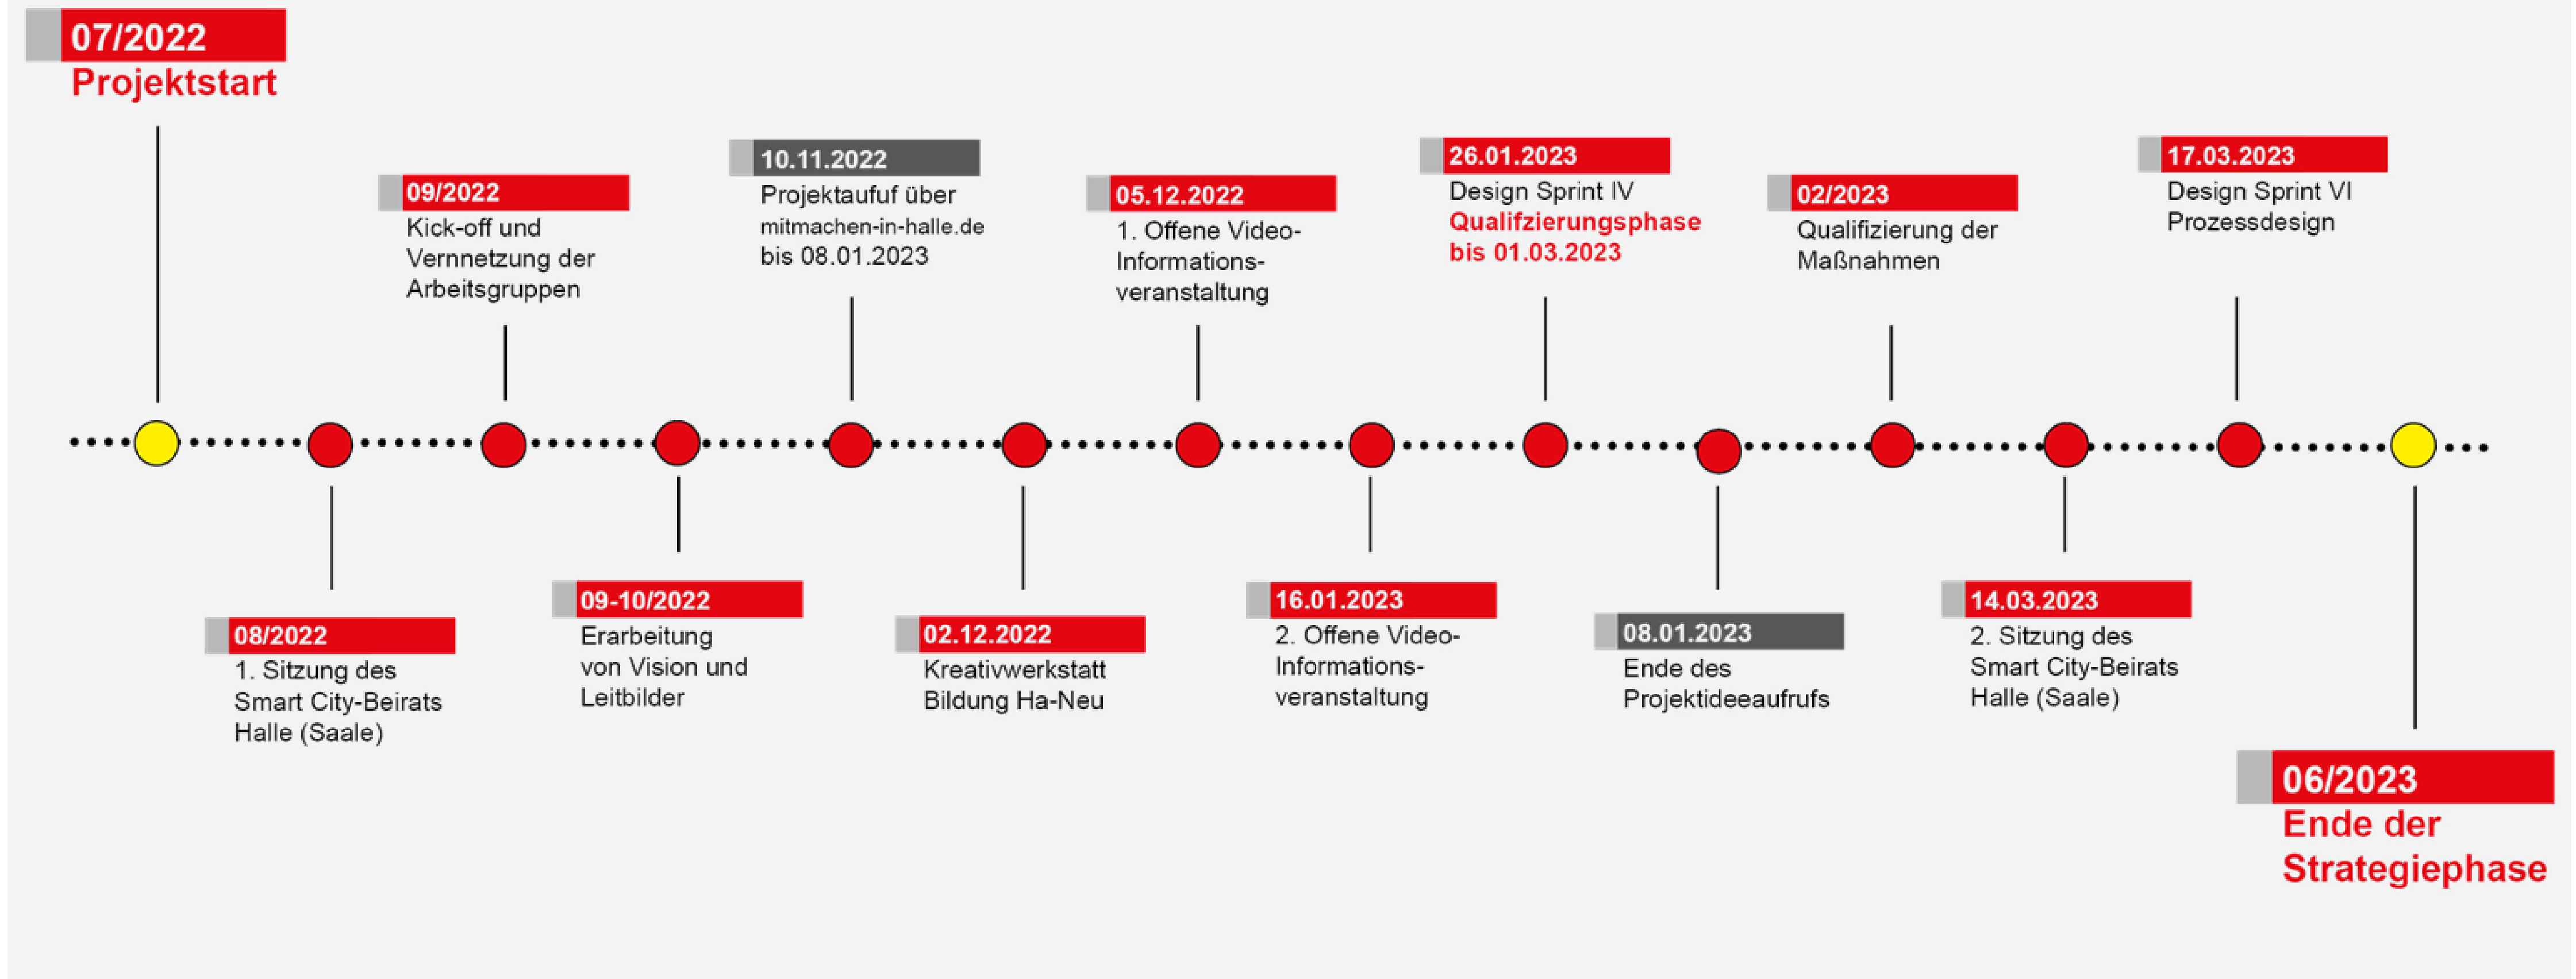 07/2022
Projektstart
08/2022
1. Sitzung des
Smart City-Beirats
Halle (Saale)
09/2022
Kick-off und
Vernnetzung der
Arbeitsgruppen
09-10/2022
Erarbeitung
von Vision und
Leitbilder
10.11.2022
Projektaufuf über
mitmachen-in-halle.de
bis 08.01.2023
02.12.2022
Kreativwerkstatt
Bildung Ha-Neu
05.12.2022
1. Offene Video-
Informations-
veranstaltung
16.01.2023
2. Offene Video-
Informations-
veranstaltung
26.01.2023
Design Sprint IV
Qualifzierungsphase
bis 01.03.2023
08.01.2023
Ende des
Projektideeaufrufs
02/2023
Qualifizierung der
Maßnahmen
14.03.2023
2. Sitzung des
Smart City-Beirats
Halle (Saale)
17.03.2023
Design Sprint VI
Prozessdesign
06/2023
Ende der
Strategiephase